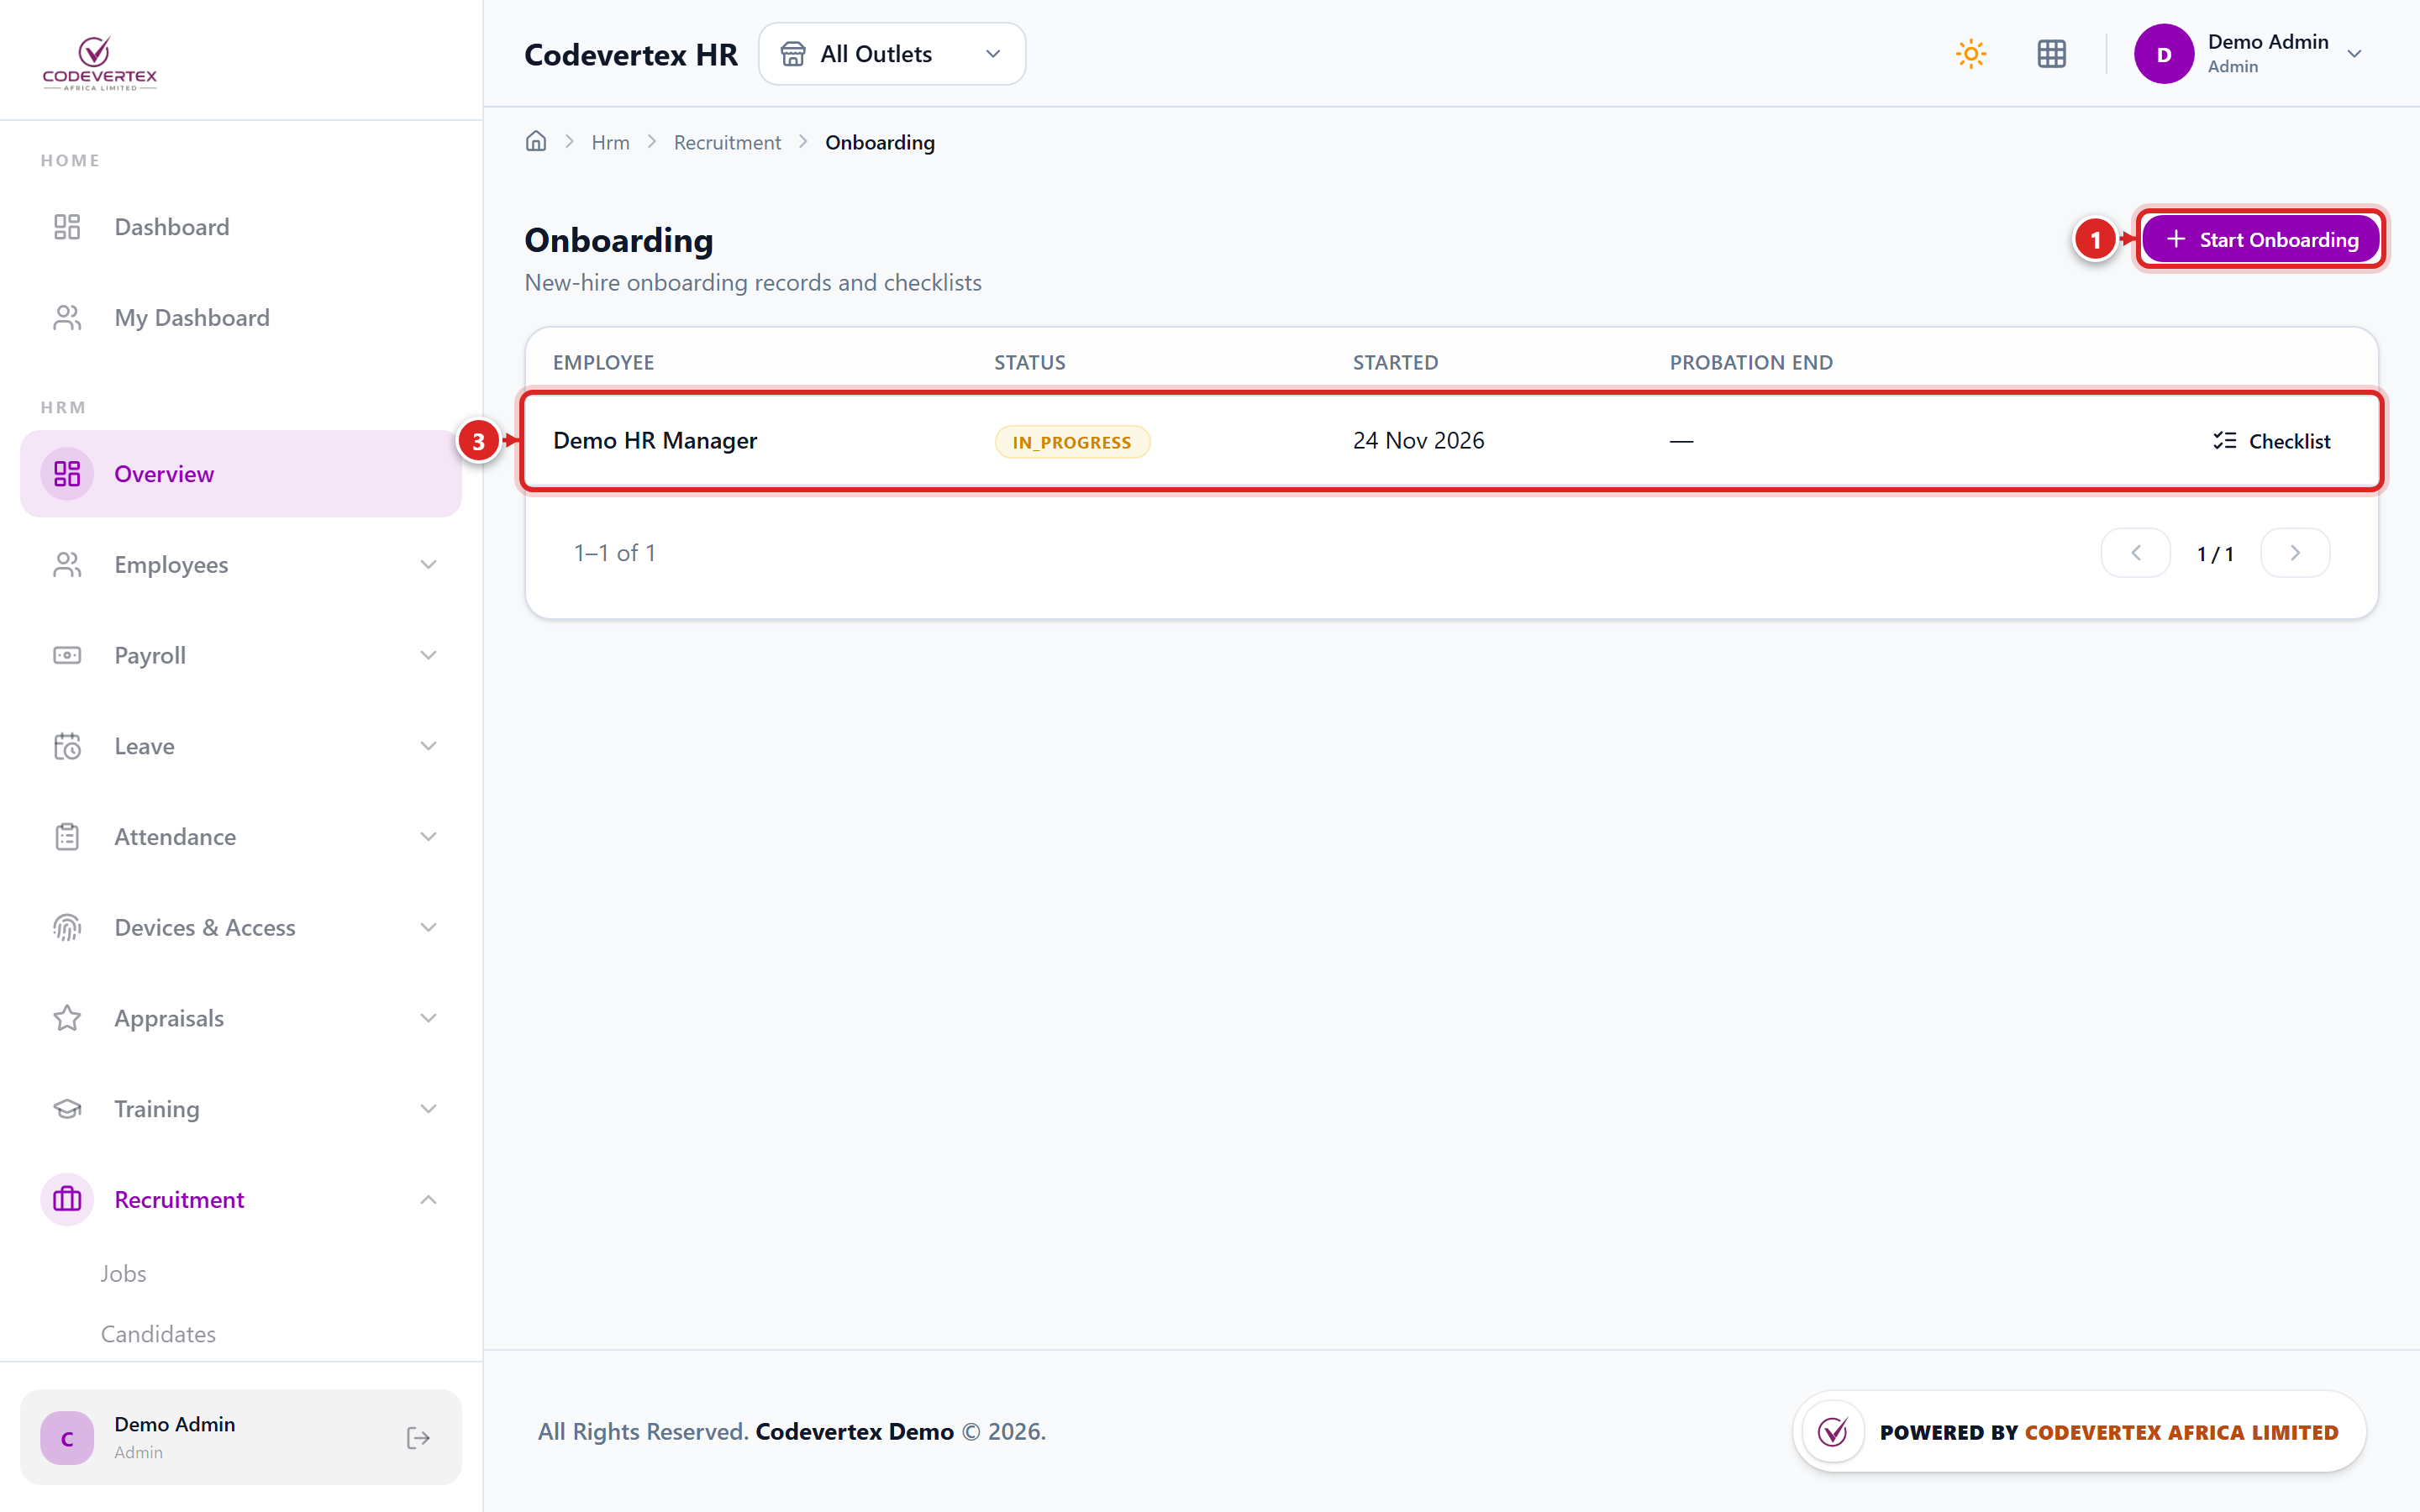 CODEVERTEX
AFRICA LIMITED
HOME
Dashboard
My Dashboard
HRM
Overview
Employees
Payroll
Leave
Attendance
Devices & Access
Appraisals
Training
Recruitment
Jobs
Candidates
C
Demo Admin
Admin
Codevertex HR
All Outlets
D
Demo Admin
Admin
Hrm
Recruitment
Onboarding
Onboarding
New-hire onboarding records and checklists
1
Start Onboarding
EMPLOYEE STATUS STARTED PROBATION END
3
Demo HR Manager IN_PROGRESS 24 Nov 2026 — Checklist
1–1 of 1
1 / 1
All Rights Reserved. Codevertex Demo © 2026.
POWERED BY CODEVERTEX AFRICA LIMITED